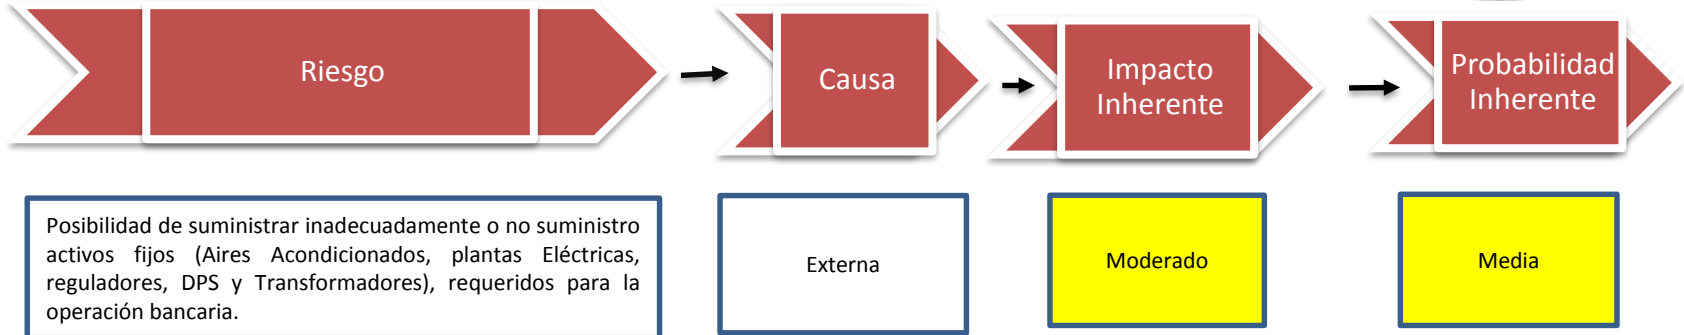 Riesgo
Causa
Impacto
Inherente
Probabilidad
Inherente
Posibilidad de suministrar inadecuadamente o no suministro
activos fijos (Aires Acondicionados, plantas Eléctricas,
reguladores, DPS y Transformadores), requeridos para la
operación bancaria.
Externa
Moderado
Media